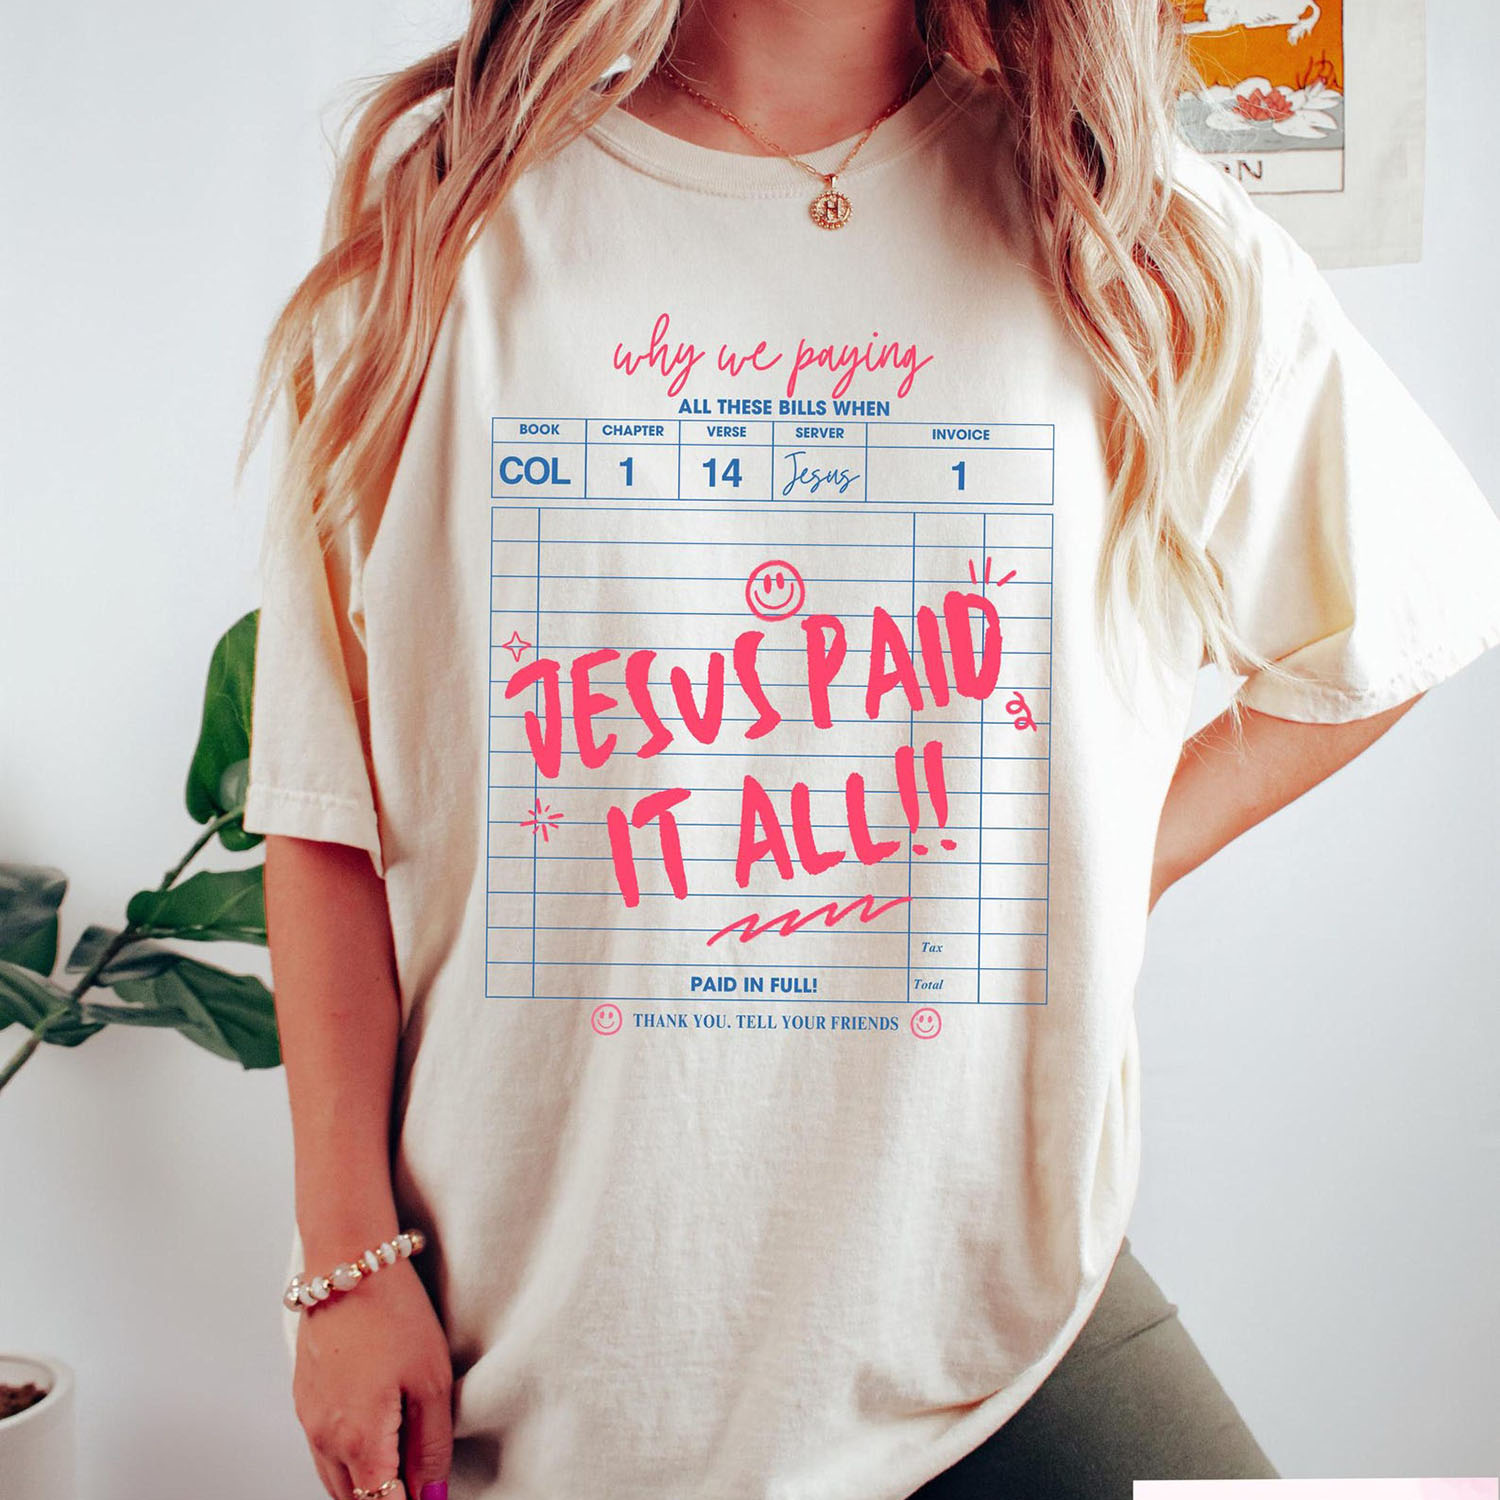 ON
H
why we paying
ALL THESE BILLS WHEN
BOOK CHAPTER VERSE SERVER INVOICE
COL 1 14 Jesus 1
JESUS PAID
IT ALL!!
Tax
PAID IN FULL! Total
THANK YOU. TELL YOUR FRIENDS